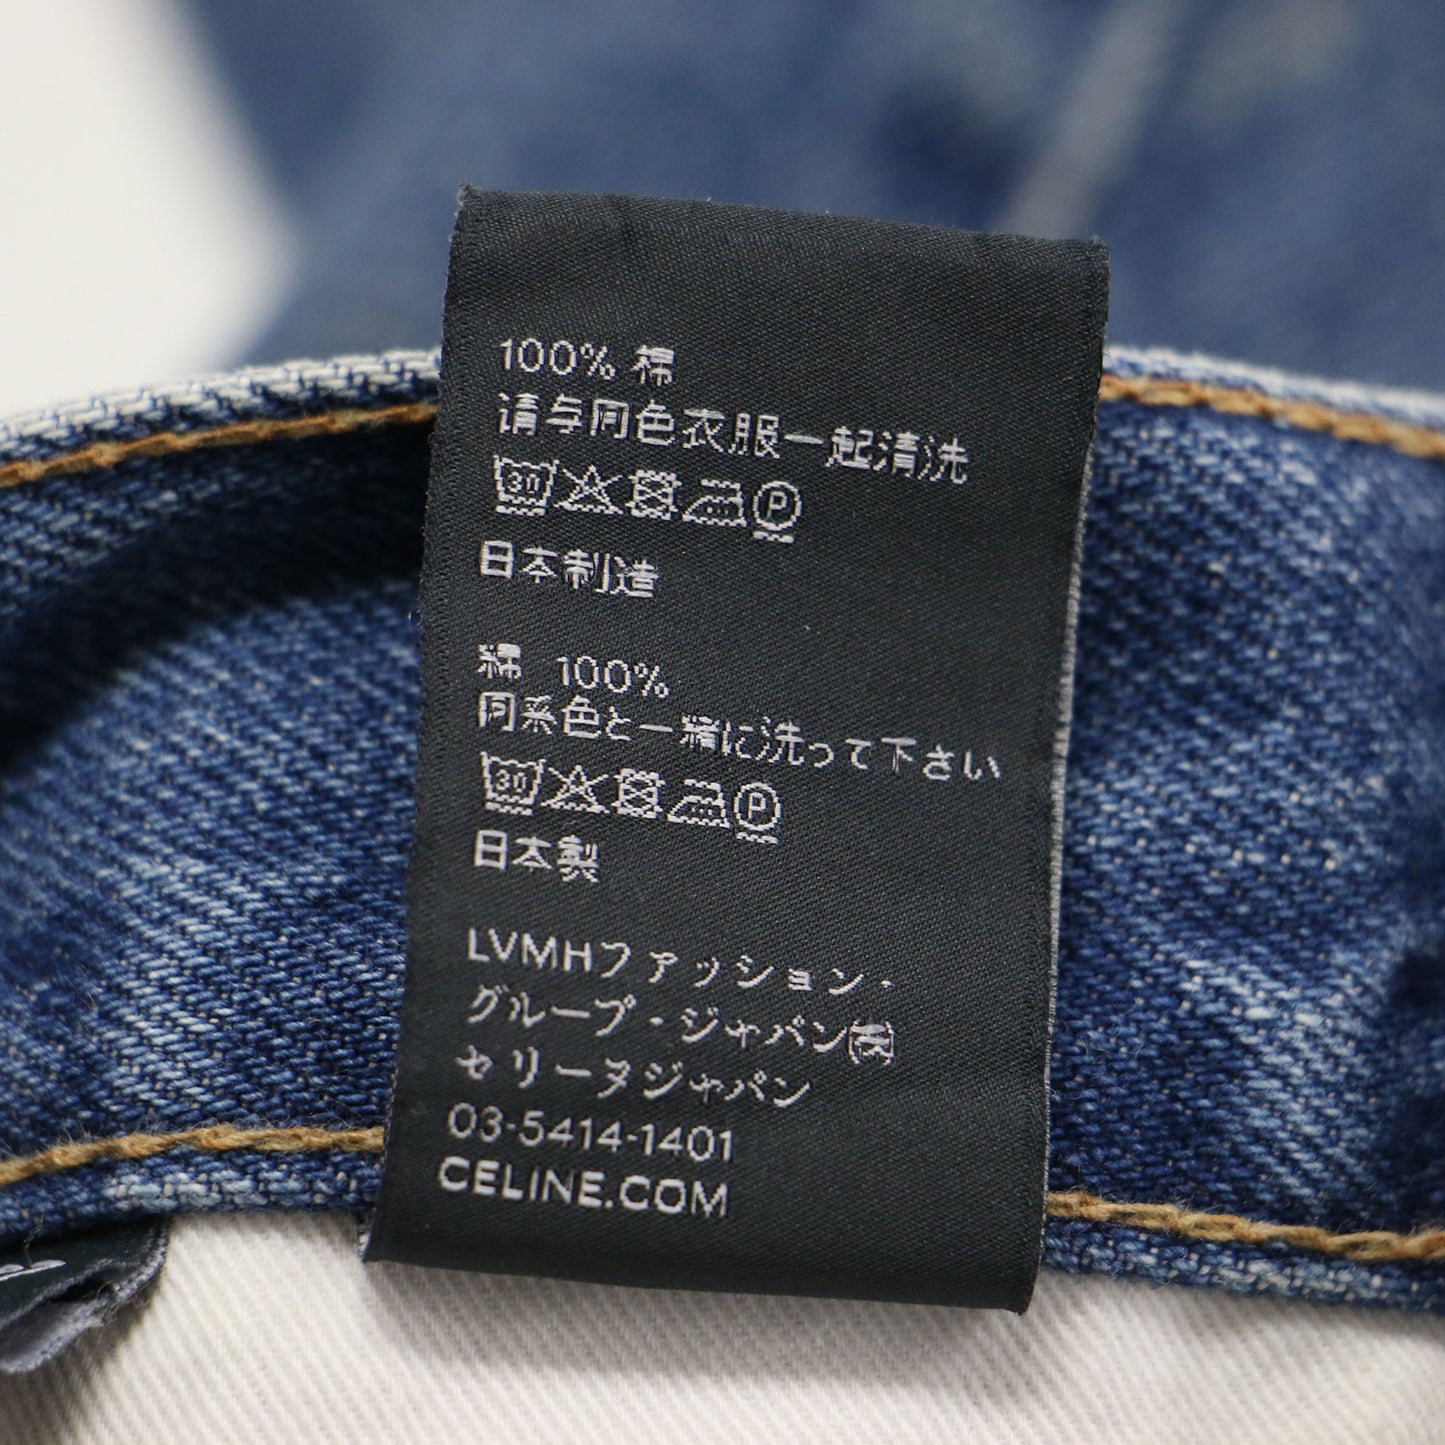 100% 棉
请与同色衣服一起清洗
30 P
日本制造
綿 100%
同系色と一緒に洗って下さい
30 P
日本製
LVMHファッション・
グループ・ジャパン㈱
セリーヌジャパン
03-5414-1401
CELINE.COM